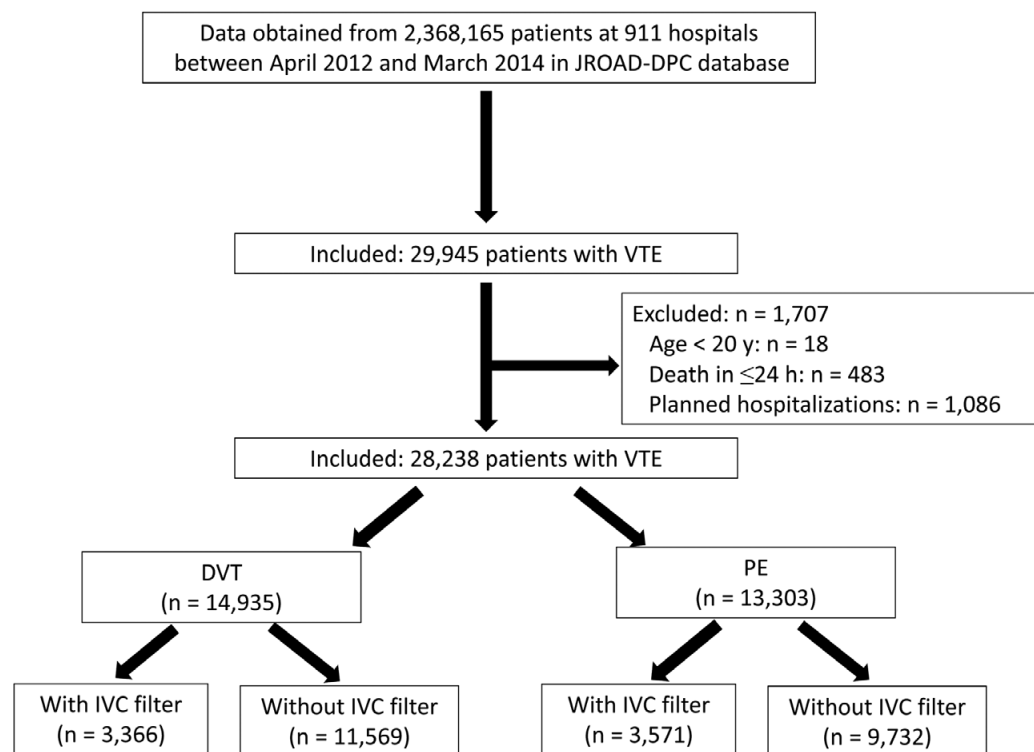 Data obtained from 2,368,165 patients at 911 hospitals
between April 2012 and March 2014 in JROAD-DPC database
Included: 29,945 patients with VTE
Excluded: n = 1,707
Age < 20 y: n = 18
Death in ≤24 h: n = 483
Planned hospitalizations: n = 1,086
Included: 28,238 patients with VTE
DVT
(n = 14,935)
PE
(n = 13,303)
With IVC filter
(n = 3,366)
Without IVC filter
(n = 11,569)
With IVC filter
(n = 3,571)
Without IVC filter
(n = 9,732)